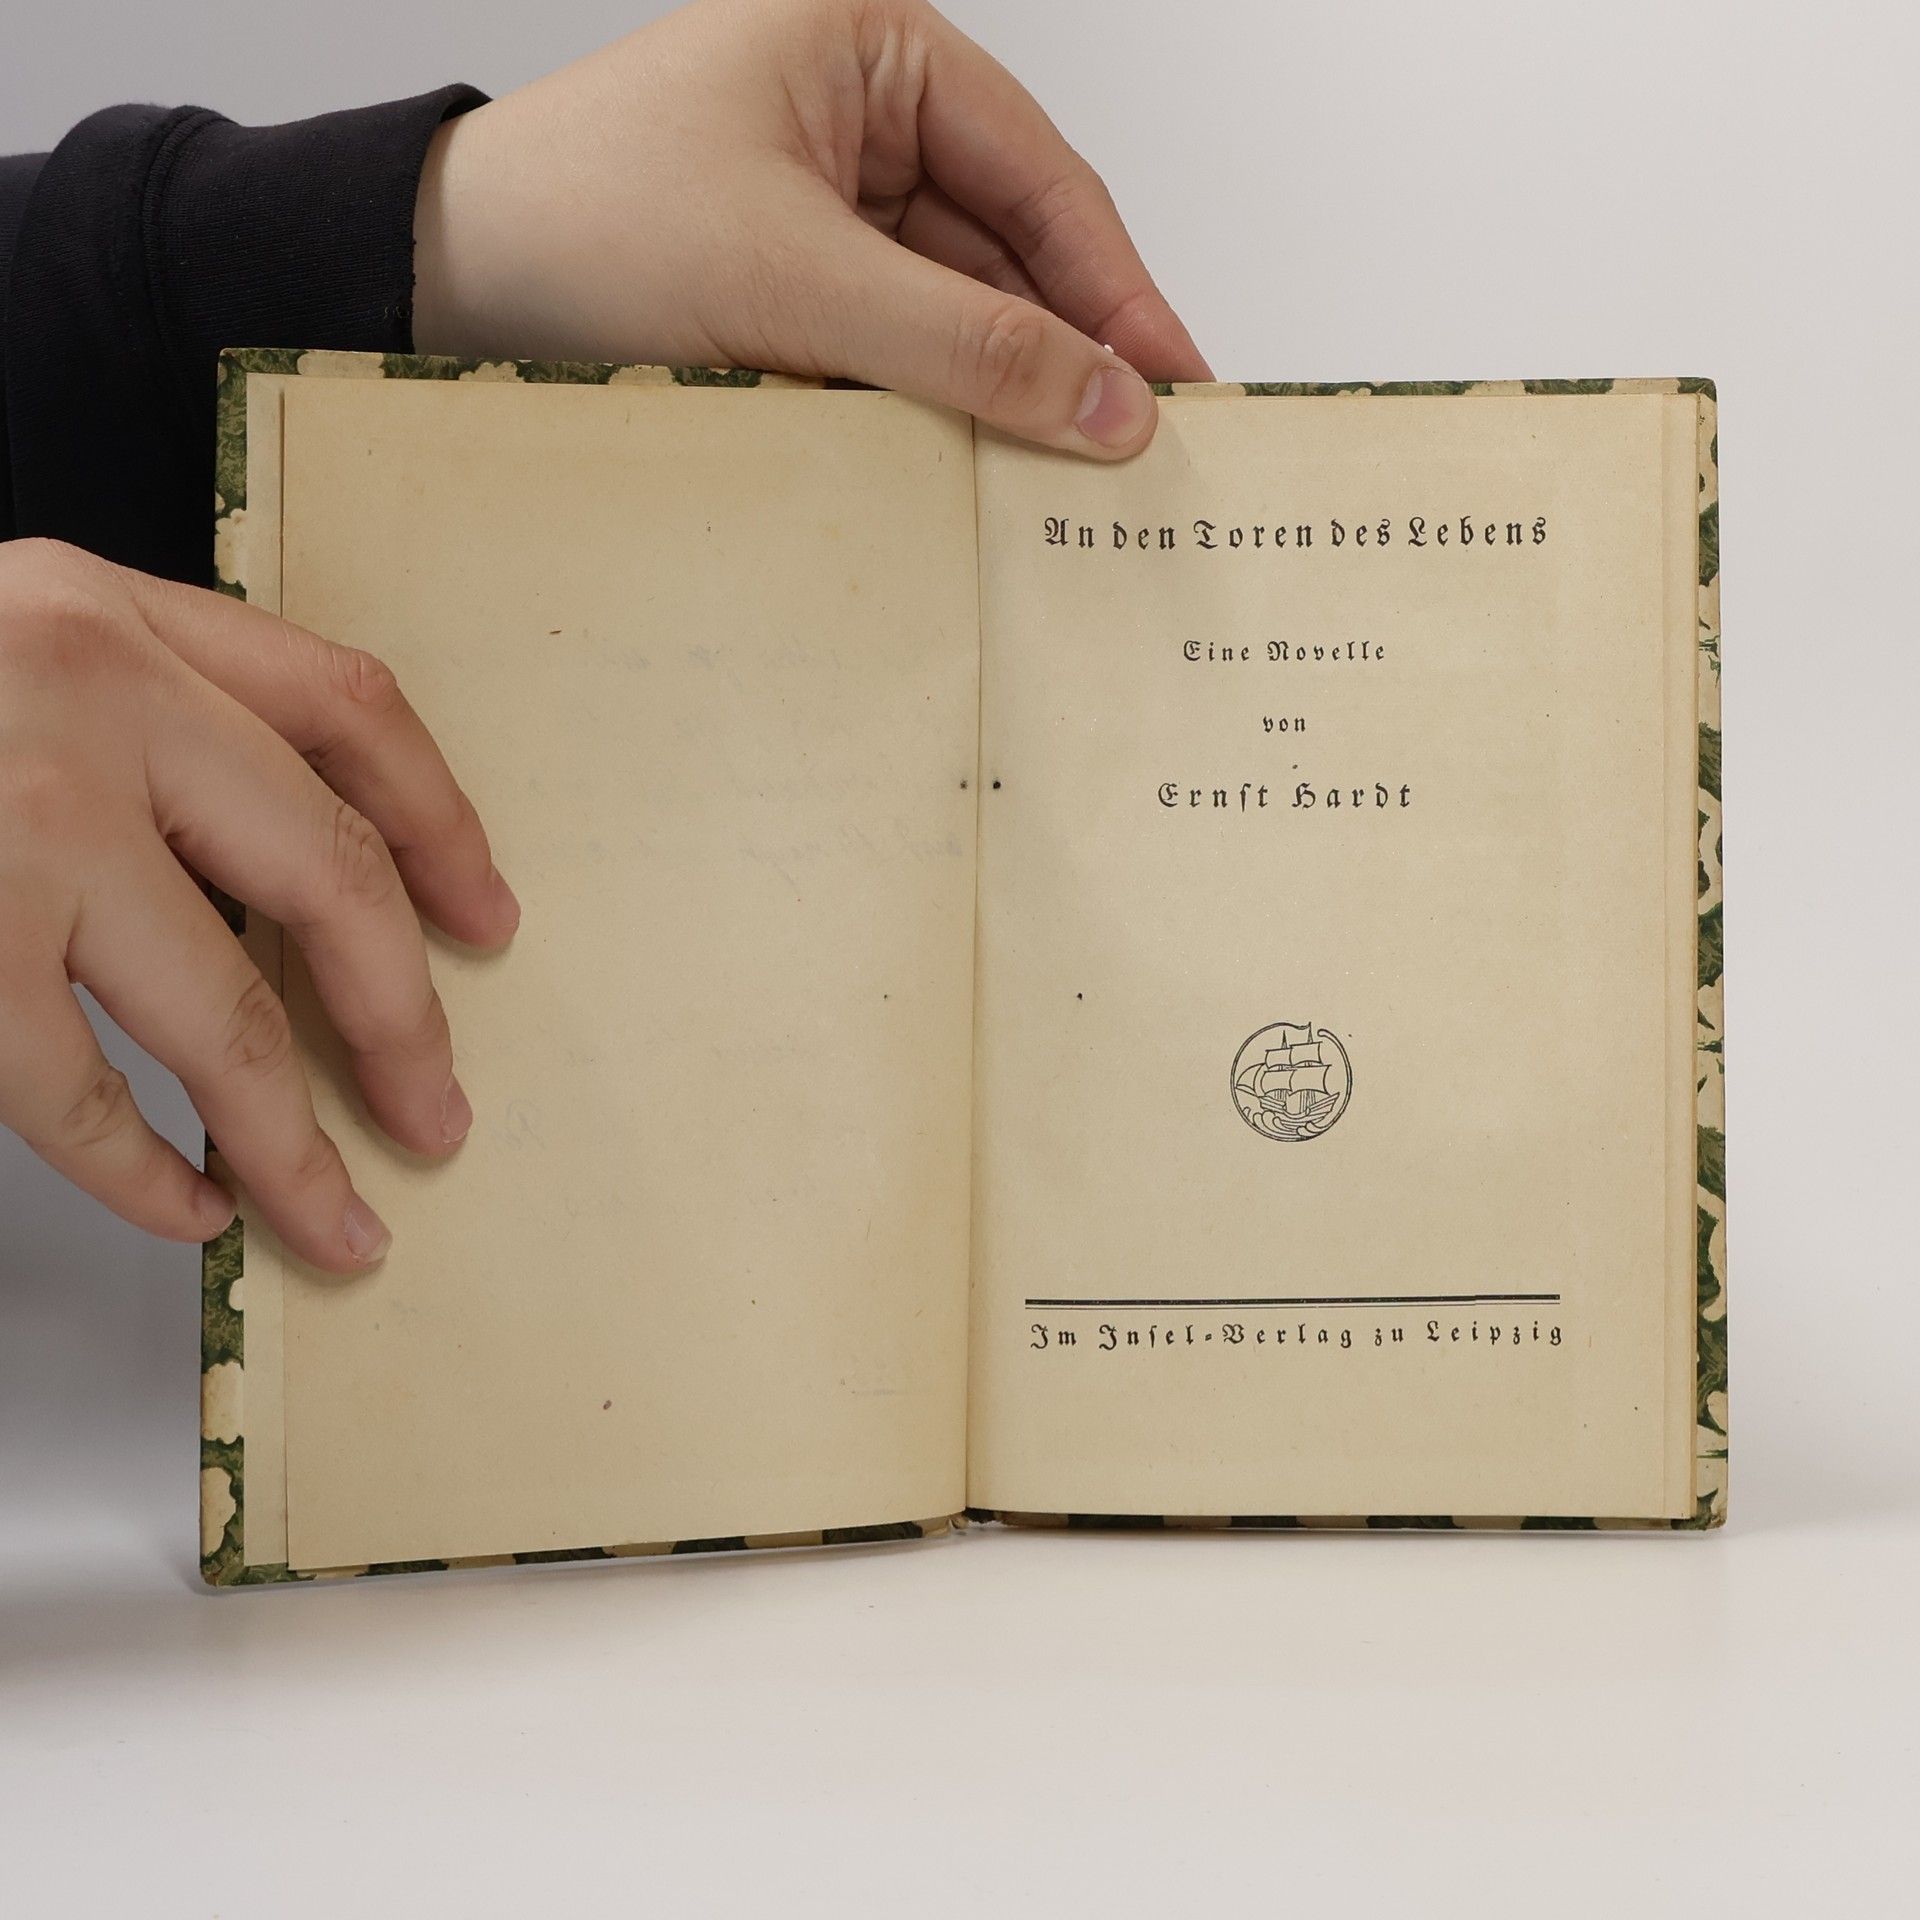 An den Toren des Lebens
Eine Novelle
von
Ernſt Hardt
Im Inſel-Verlag zu Leipzig